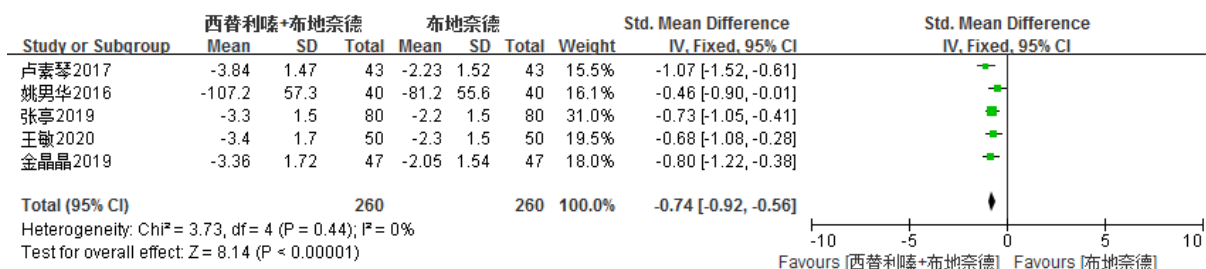 西替利嗪+布地奈德 布地奈德 Std. Mean Difference Std. Mean Difference
Study or Subgroup Mean SD Total Mean SD Total Weight IV, Fixed, 95% CI IV, Fixed, 95% CI
卢素琴2017 -3.84 1.47 43 -2.23 1.52 43 15.5% -1.07 [-1.52, -0.61]
姚男华2016 -107.2 57.3 40 -81.2 55.6 40 16.1% -0.46 [-0.90, -0.01]
张亭2019 -3.3 1.5 80 -2.2 1.5 80 31.0% -0.73 [-1.05, -0.41]
王敏2020 -3.4 1.7 50 -2.3 1.5 50 19.5% -0.68 [-1.08, -0.28]
金晶晶2019 -3.36 1.72 47 -2.05 1.54 47 18.0% -0.80 [-1.22, -0.38]
Total (95% CI) 260 260 100.0% -0.74 [-0.92, -0.56]
Heterogeneity: Chi² = 3.73, df = 4 (P = 0.44); I² = 0%
Test for overall effect: Z = 8.14 (P < 0.00001)
-10 -5 0 5 10
Favours [西替利嗪+布地奈德] Favours [布地奈德]